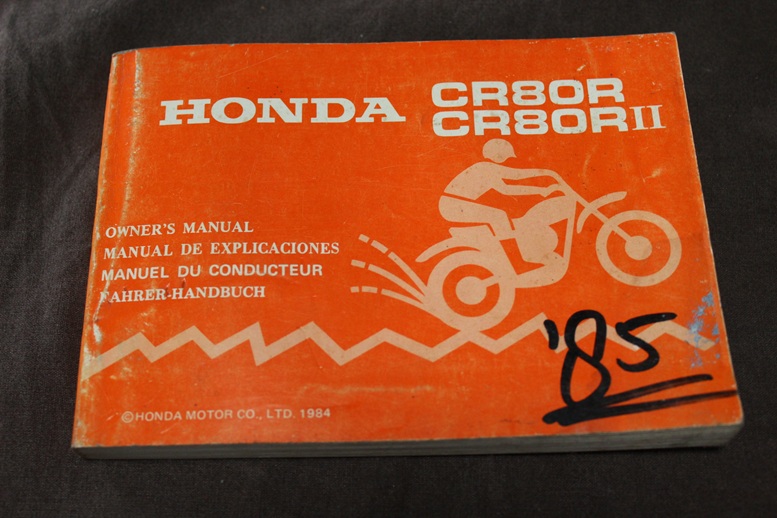 HONDA
CR80R
CR80RII
OWNER'S MANUAL
MANUAL DE EXPLICACIONES
MANUEL DU CONDUCTEUR
FAHRER-HANDBUCH
'85
©HONDA MOTOR CO., LTD. 1984